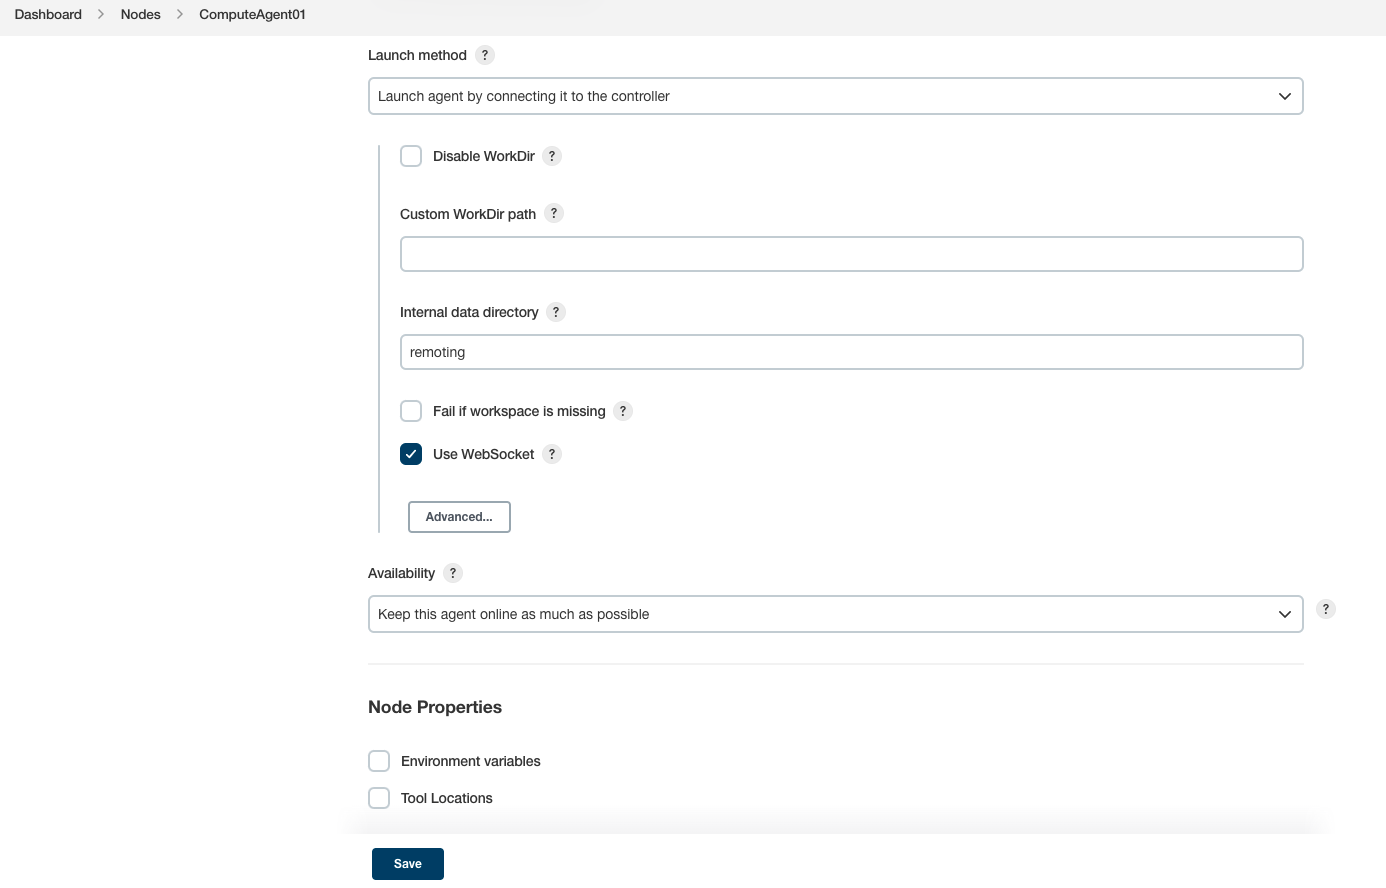 Dashboard > Nodes > ComputeAgent01
Launch method ?
Launch agent by connecting it to the controller
Disable WorkDir ?
Custom WorkDir path ?
Internal data directory ?
remoting
Fail if workspace is missing ?
Use WebSocket ?
Advanced...
Availability ?
Keep this agent online as much as possible ?
Node Properties
Environment variables
Tool Locations
Save